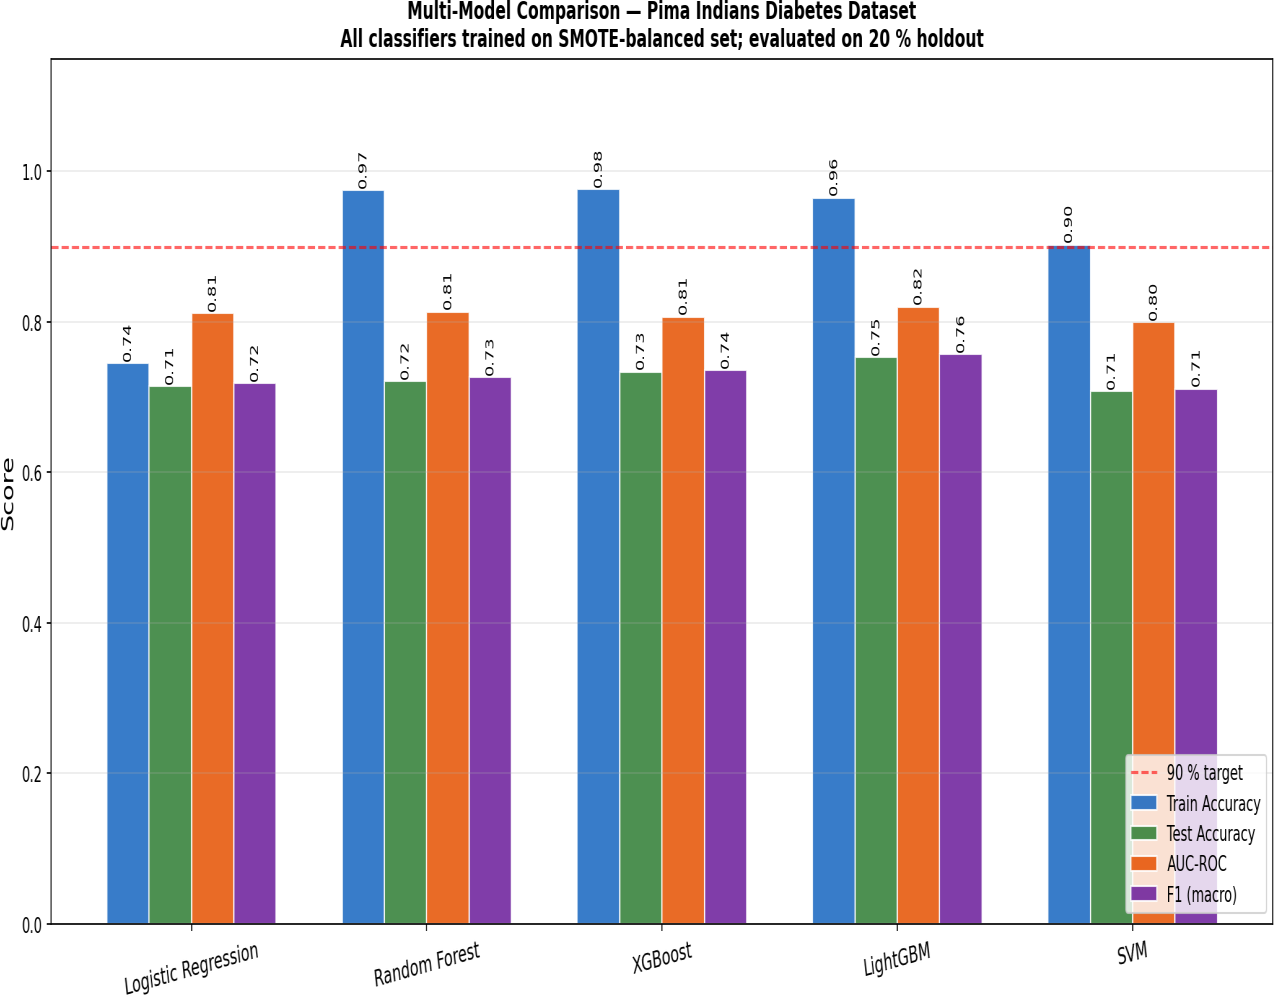 Multi-Model Comparison — Pima Indians Diabetes Dataset
All classifiers trained on SMOTE-balanced set; evaluated on 20 % holdout
Score
1.0
0.8
0.6
0.4
0.2
0.0
0.74
0.71
0.81
0.72
0.97
0.72
0.81
0.73
0.98
0.73
0.81
0.74
0.96
0.75
0.82
0.76
0.90
0.71
0.80
0.71
90 % target
Train Accuracy
Test Accuracy
AUC-ROC
F1 (macro)
Logistic Regression
Random Forest
XGBoost
LightGBM
SVM